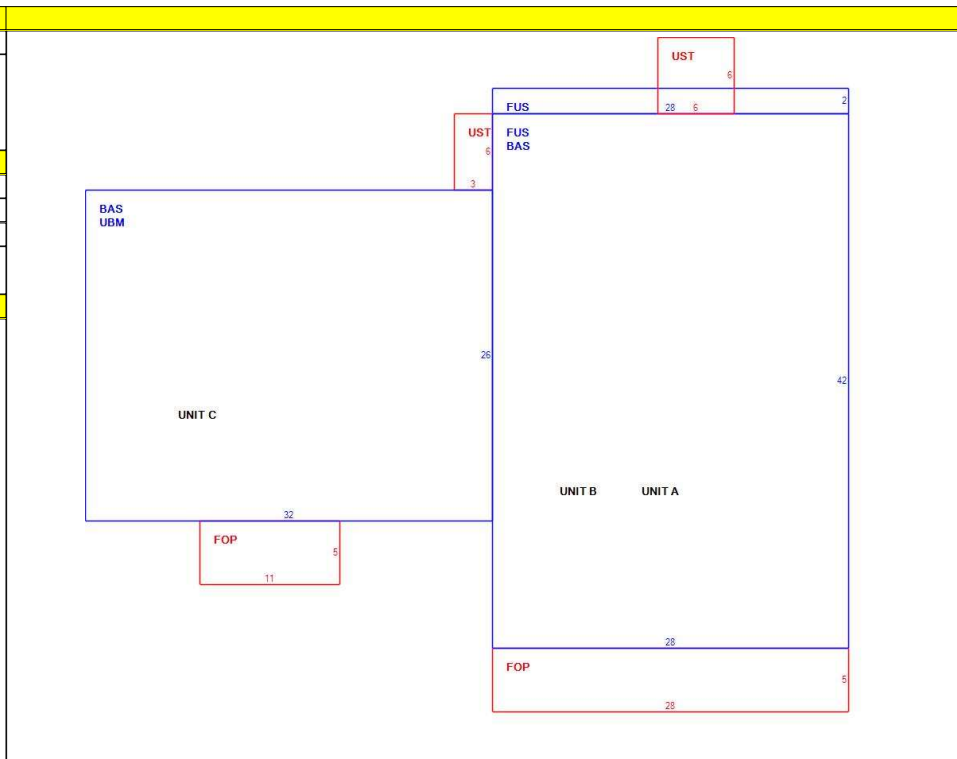 UST
6
28 6
FUS
2
UST
6
3
FUS
BAS
BAS
UBM
26
42
UNIT C
UNIT B
UNIT A
32
FOP
5
11
28
FOP
5
28